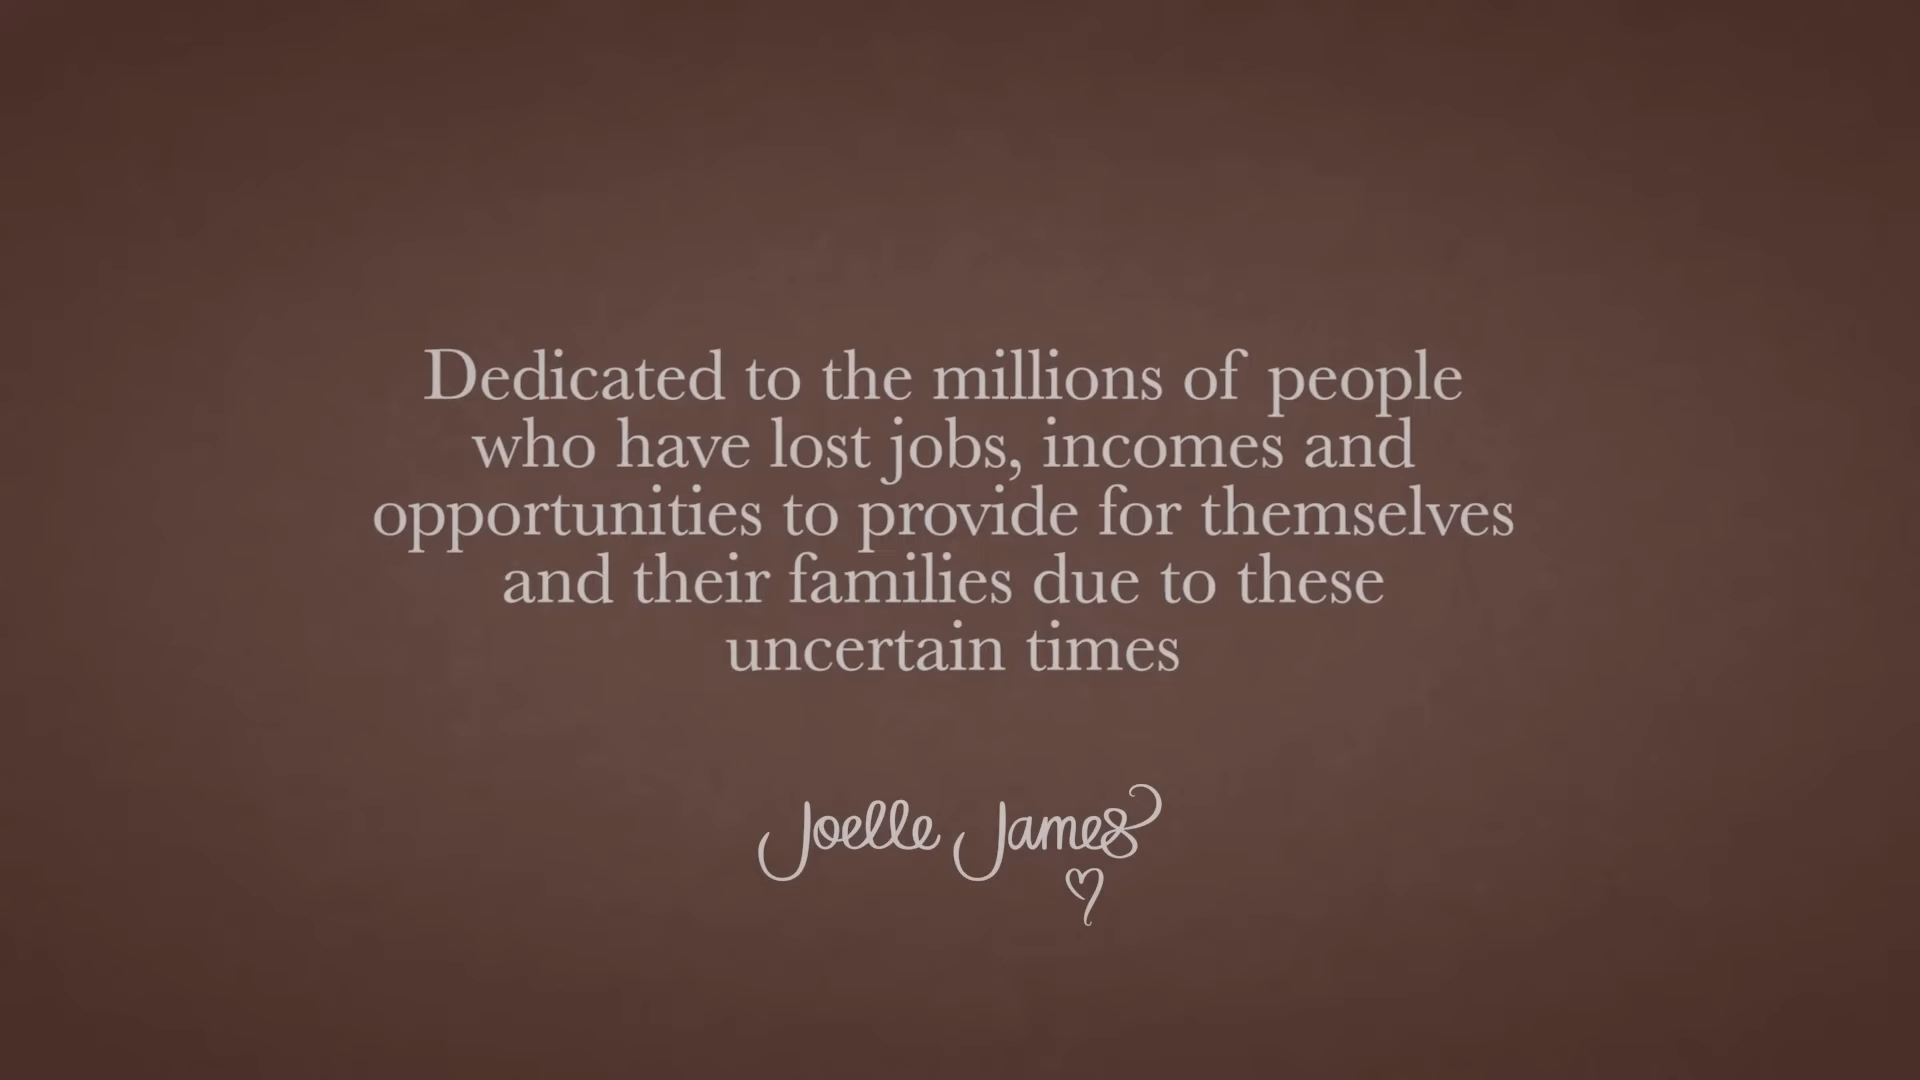 Dedicated to the millions of people
who have lost jobs, incomes and
opportunities to provide for themselves
and their families due to these
uncertain times
Joelle James